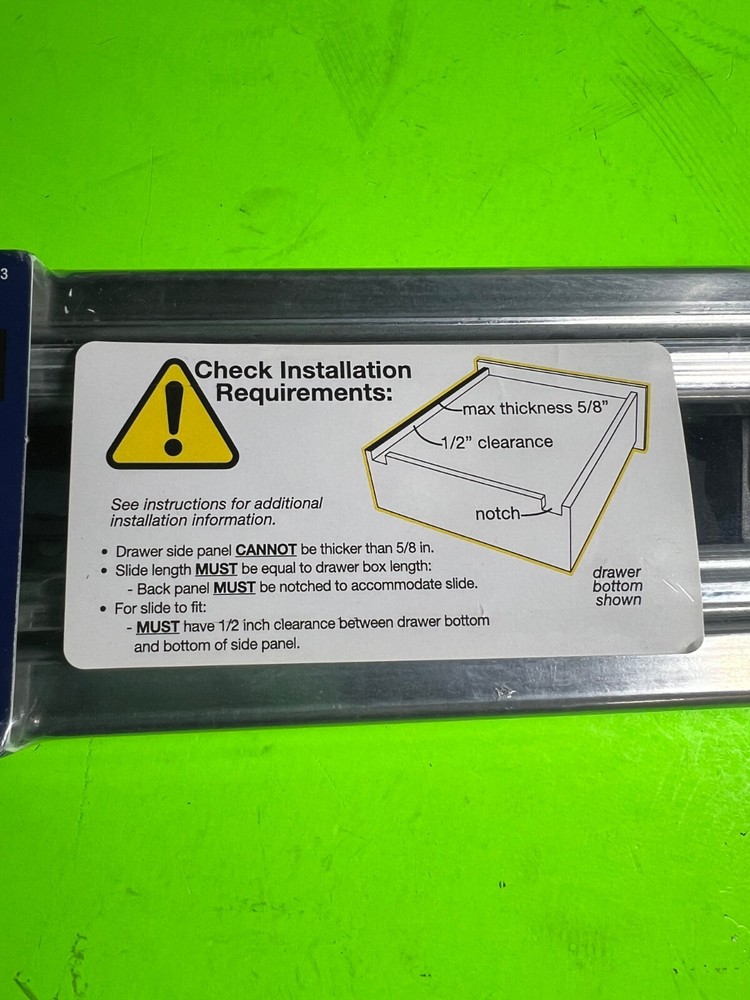 3
Check Installation
Requirements:
max thickness 5/8”
1/2” clearance
notch
See instructions for additional
installation information.
• Drawer side panel CANNOT be thicker than 5/8 in.
• Slide length MUST be equal to drawer box length:
- Back panel MUST be notched to accommodate slide.
• For slide to fit:
- MUST have 1/2 inch clearance between drawer bottom
and bottom of side panel.
drawer
bottom
shown